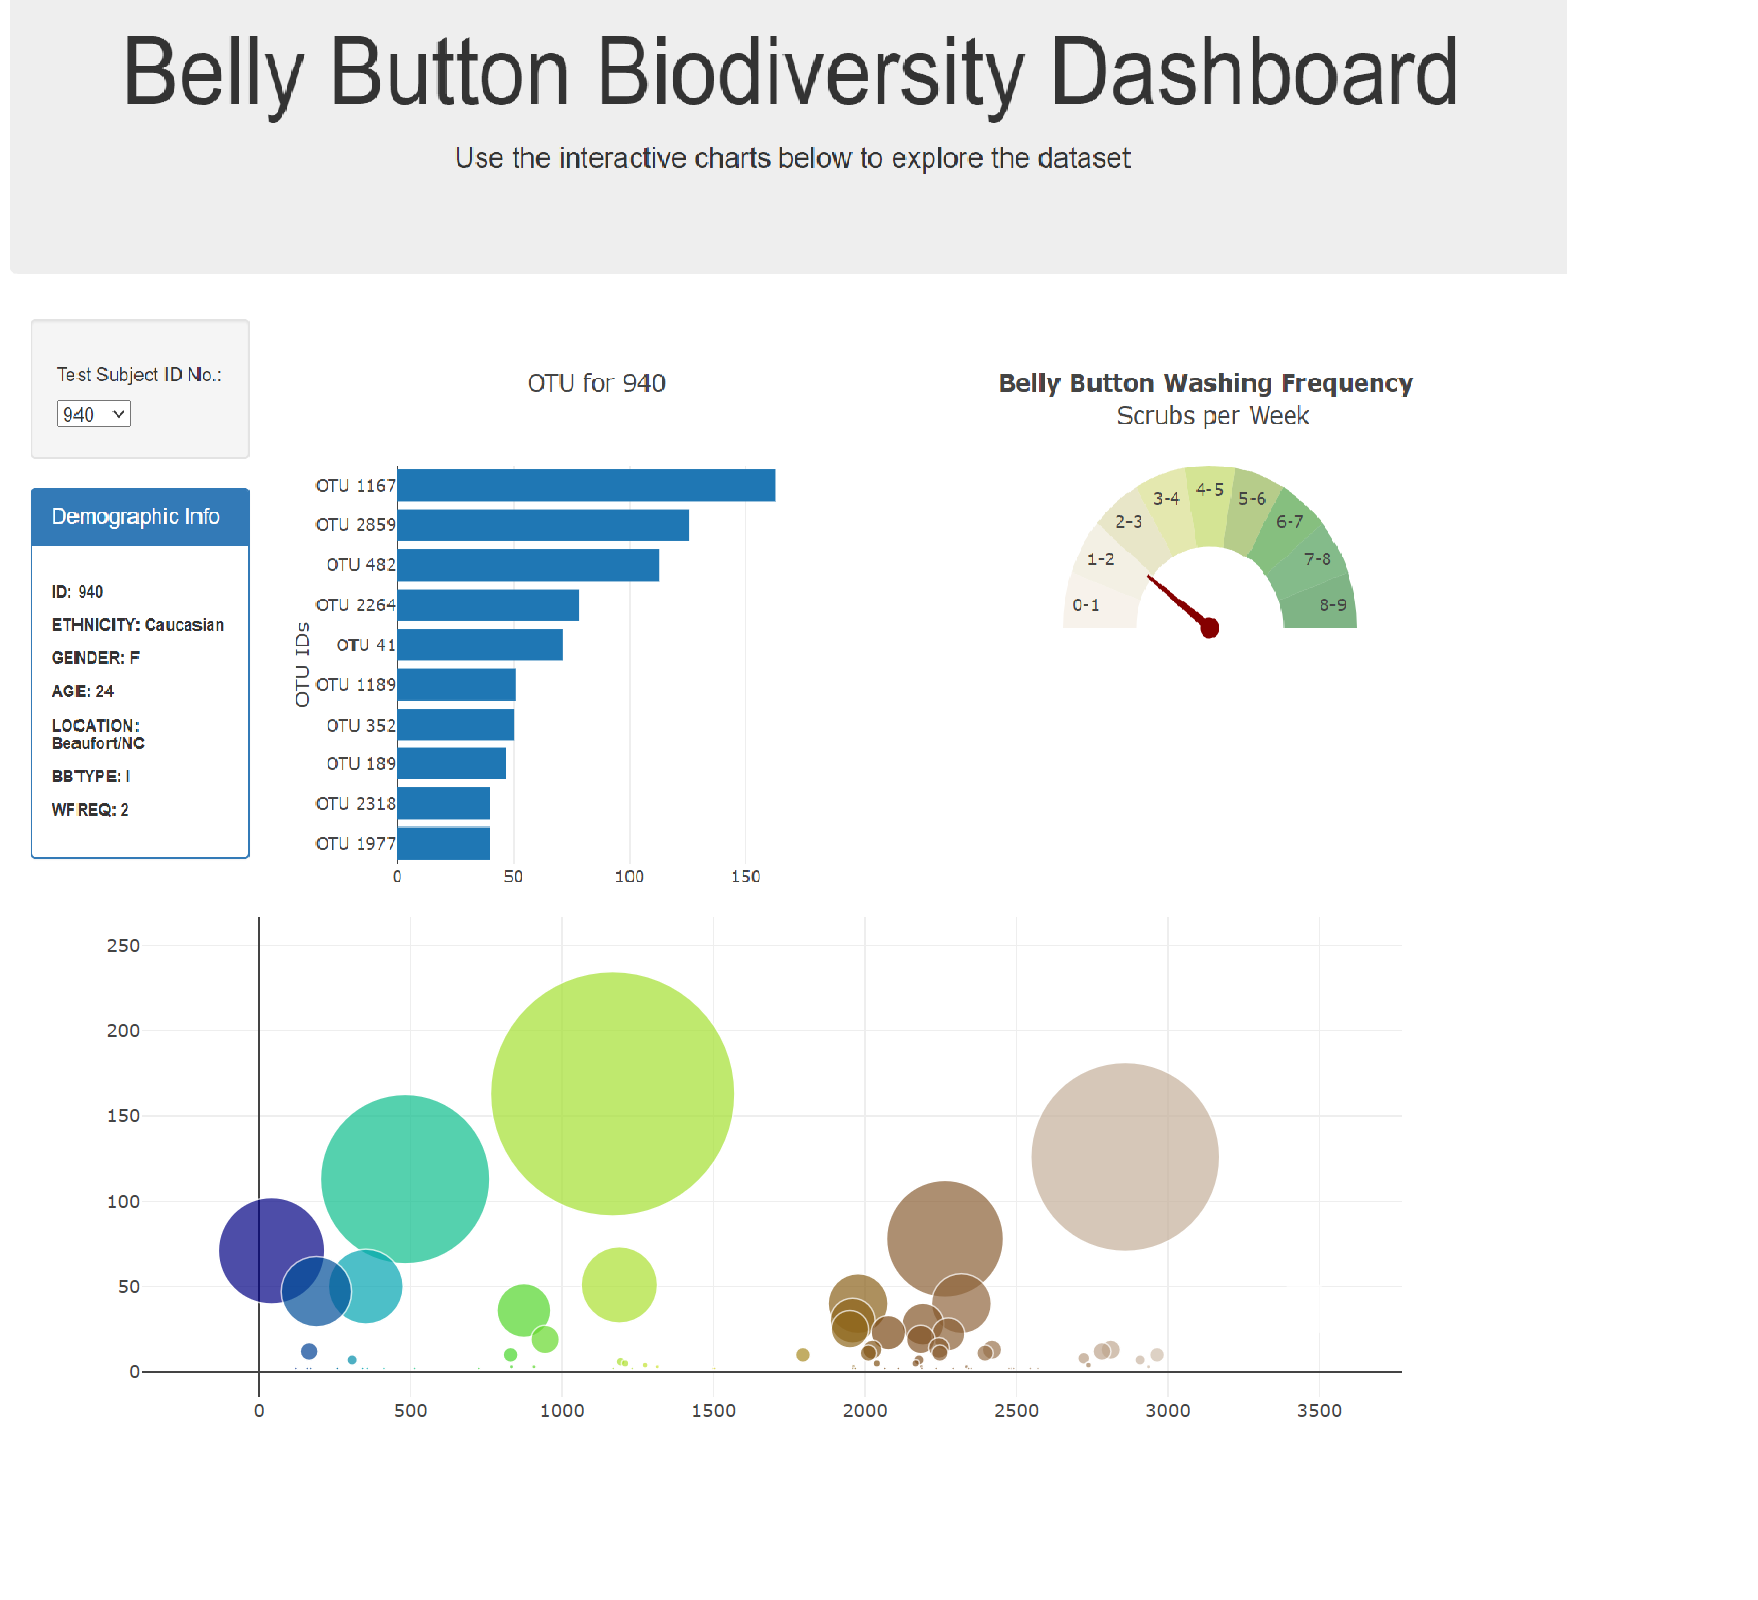 Belly Button Biodiversity Dashboard
Use the interactive charts below to explore the dataset
Test Subject ID No.:
940
Demographic Info
ID: 940
ETHNICITY: Caucasian
GENDER: F
AGE: 24
LOCATION:
Beaufort/NC
BBTYPE: I
WFREQ: 2
OTU for 940
OTU IDs
OTU 1167
OTU 2859
OTU 482
OTU 2264
OTU 41
OTU 1189
OTU 352
OTU 189
OTU 2318
OTU 1977
0 50 100 150
Belly Button Washing Frequency
Scrubs per Week
0-1
1-2
2-3
3-4
4-5
5-6
6-7
7-8
8-9
250
200
150
100
50
0
0 500 1000 1500 2000 2500 3000 3500